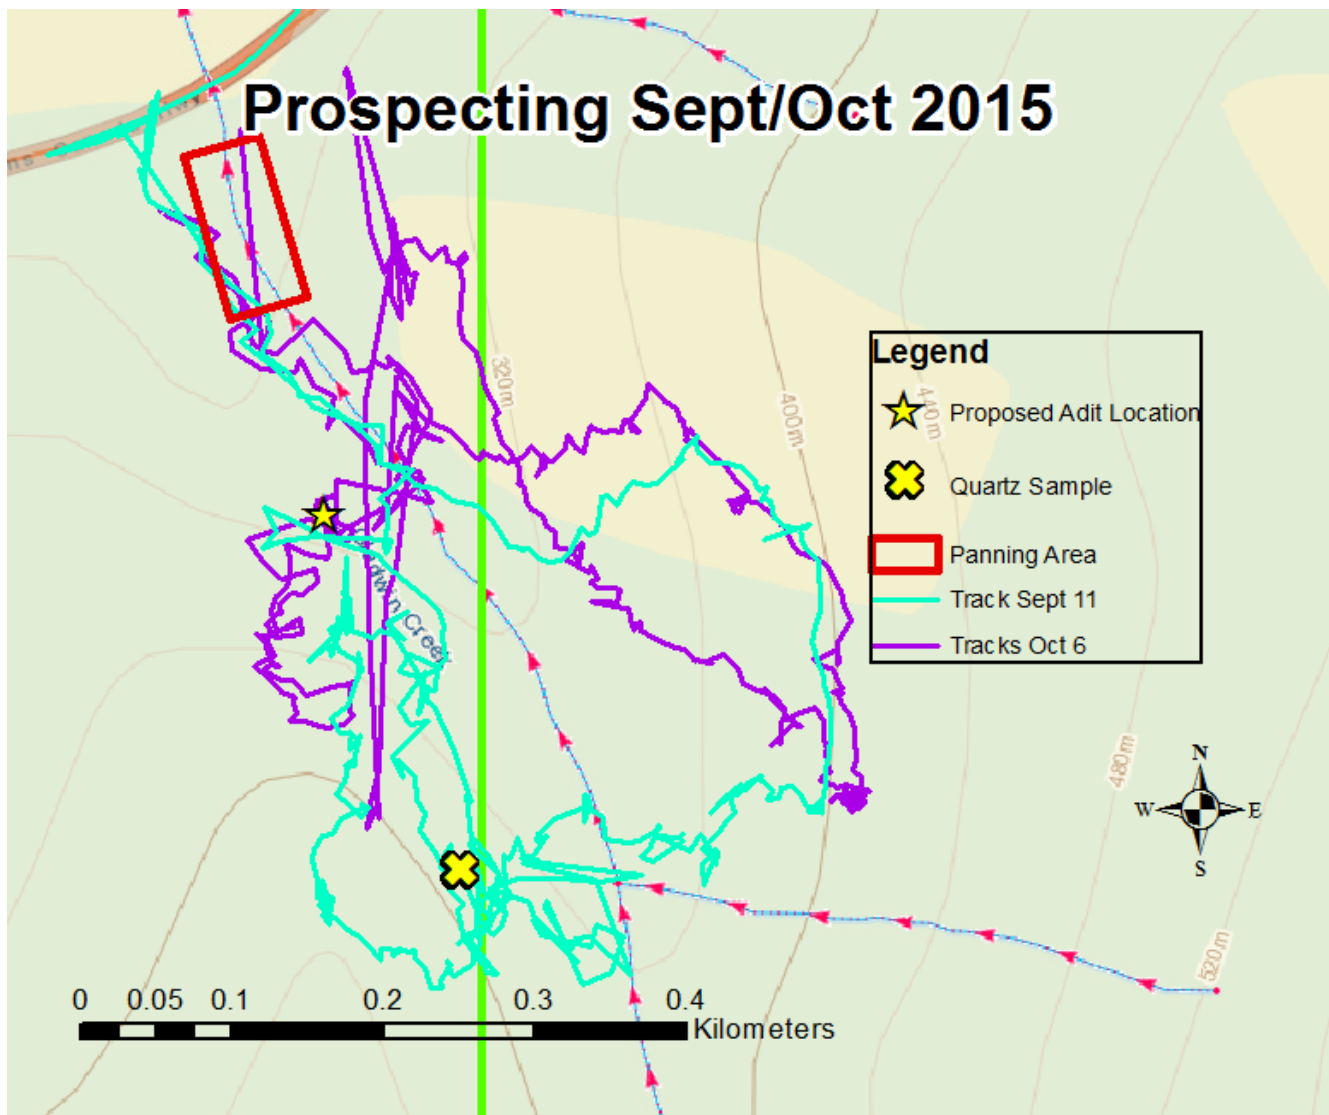 Prospecting Sept/Oct 2015
320m
400m
440m
480m
520m
Creek
Legend
Proposed Adit Location
Quartz Sample
Panning Area
Track Sept 11
Tracks Oct 6
N
W
E
S
0 0.05 0.1 0.2 0.3 0.4
Kilometers